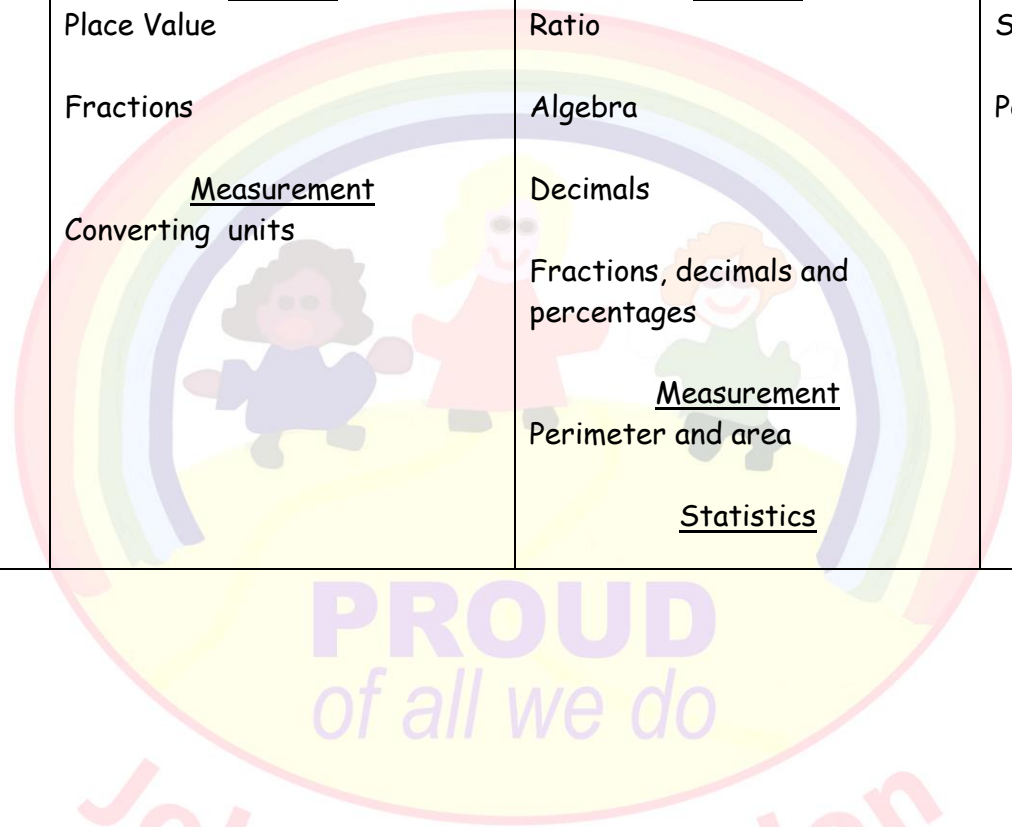 Place Value
Fractions
Measurement
Converting units
Ratio
Algebra
Decimals
Fractions, decimals and
percentages
Measurement
Perimeter and area
Statistics
PROUD
of all we do